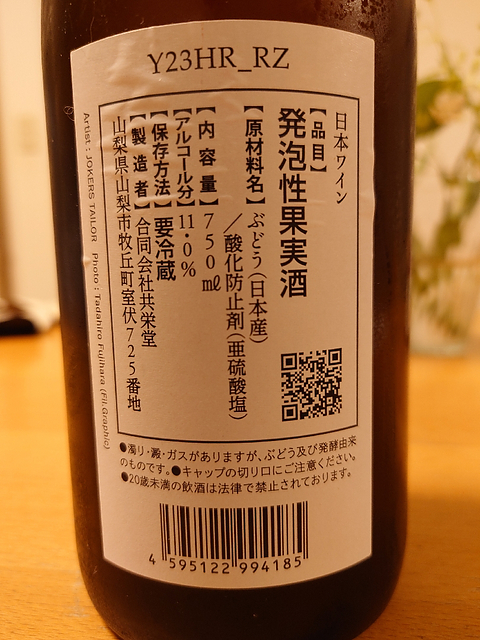 Y23HR_RZ
日本ワイン
【品目】
発泡性果実酒
【原材料名】ぶどう(日本産)
／酸化防止剤(亜硫酸塩)
【内容量】750㎖
【アルコール分】11.0%
【保存方法】要冷蔵
【製造者】合同会社共栄堂
山梨県山梨市牧丘町室伏725番地
●濁り・澱・ガスがありますが、ぶどう及び発酵由来
のものです。●キャップの切り口にご注意ください。
●20歳未満の飲酒は法律で禁止されております。
4 595122 994185
Artist : JOKERS TAILOR Photo : Tadahiro Fujihara (Fil.Graphic)